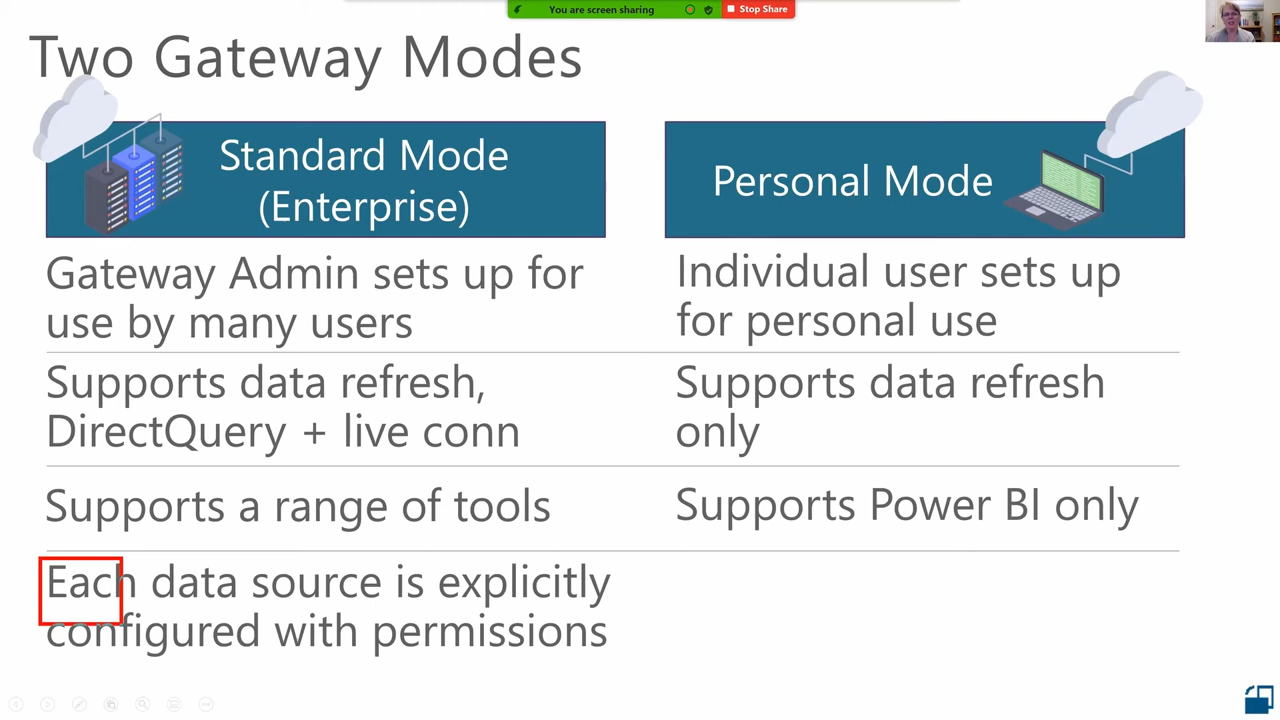 You are screen sharing
Stop Share
Two Gateway Modes
Standard Mode
(Enterprise)
Personal Mode
Gateway Admin sets up for
use by many users
Individual user sets up
for personal use
Supports data refresh,
DirectQuery + live conn
Supports data refresh
only
Supports a range of tools
Supports Power BI only
Each data source is explicitly
configured with permissions